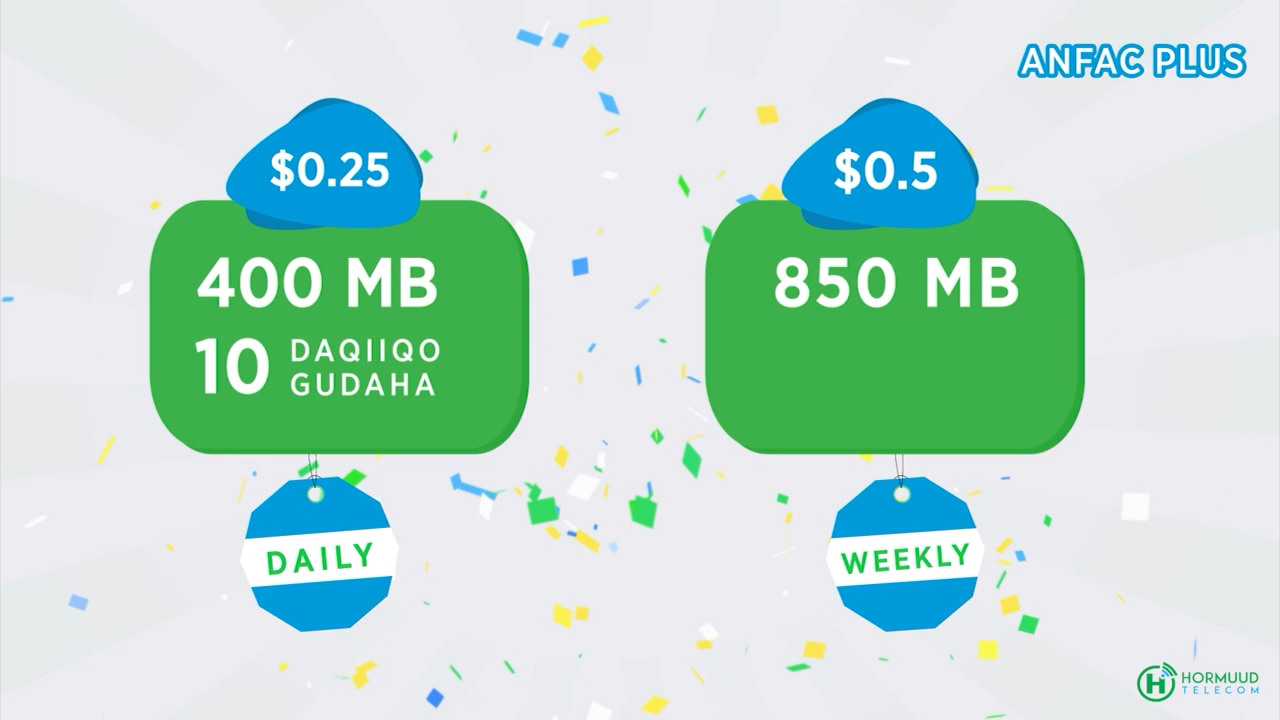 ANFAC PLUS
$0.25
400 MB
10 DAQIIQO
GUDAHA
DAILY
$0.5
850 MB
WEEKLY
HORMUUD
TELECOM